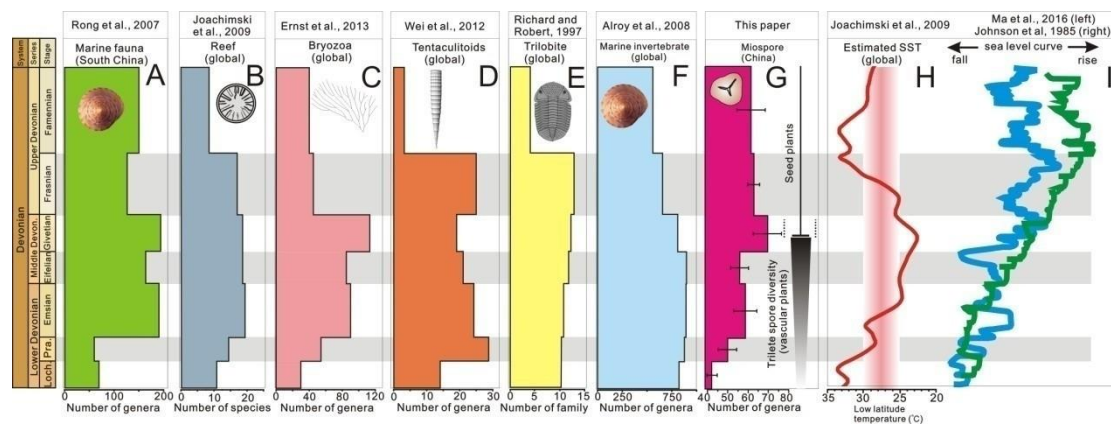 Rong et al., 2007
Joachimski
et al., 2009
Ernst et al., 2013
Wei et al., 2012
Richard and
Robert, 1997
Alroy et al., 2008
This paper
Joachimski et al., 2009
Ma et al., 2016 (left)
Johnson et al, 1985 (right)
System
Series
Stage
Marine fauna
(South China)
A
Reef
(global)
B
Bryozoa
(global)
C
Tentaculitoids
(global)
D
Trilobite
(global)
E
Marine invertebrate
(global)
F
Miospore
(China)
G
Estimated SST
(global)
H
sea level curve
fall
rise
I
Devonian
Upper Devonian
Famennian
Frasnian
Middle Devon.
Givetian
Eifelian
Lower Devonian
Emsian
Pra.
Loch.
Seed plants
Trilete spore diversity
(vascular plants)
0 100 200
Number of genera
0 10 20
Number of species
0 40 80 120
Number of genera
0 10 20 30
Number of genera
0 5 10 15
Number of family
0 250 500 750
Number of genera
40 50 60 70 80
Number of genera
35 30 25 20
Low latitude
temperature (℃)